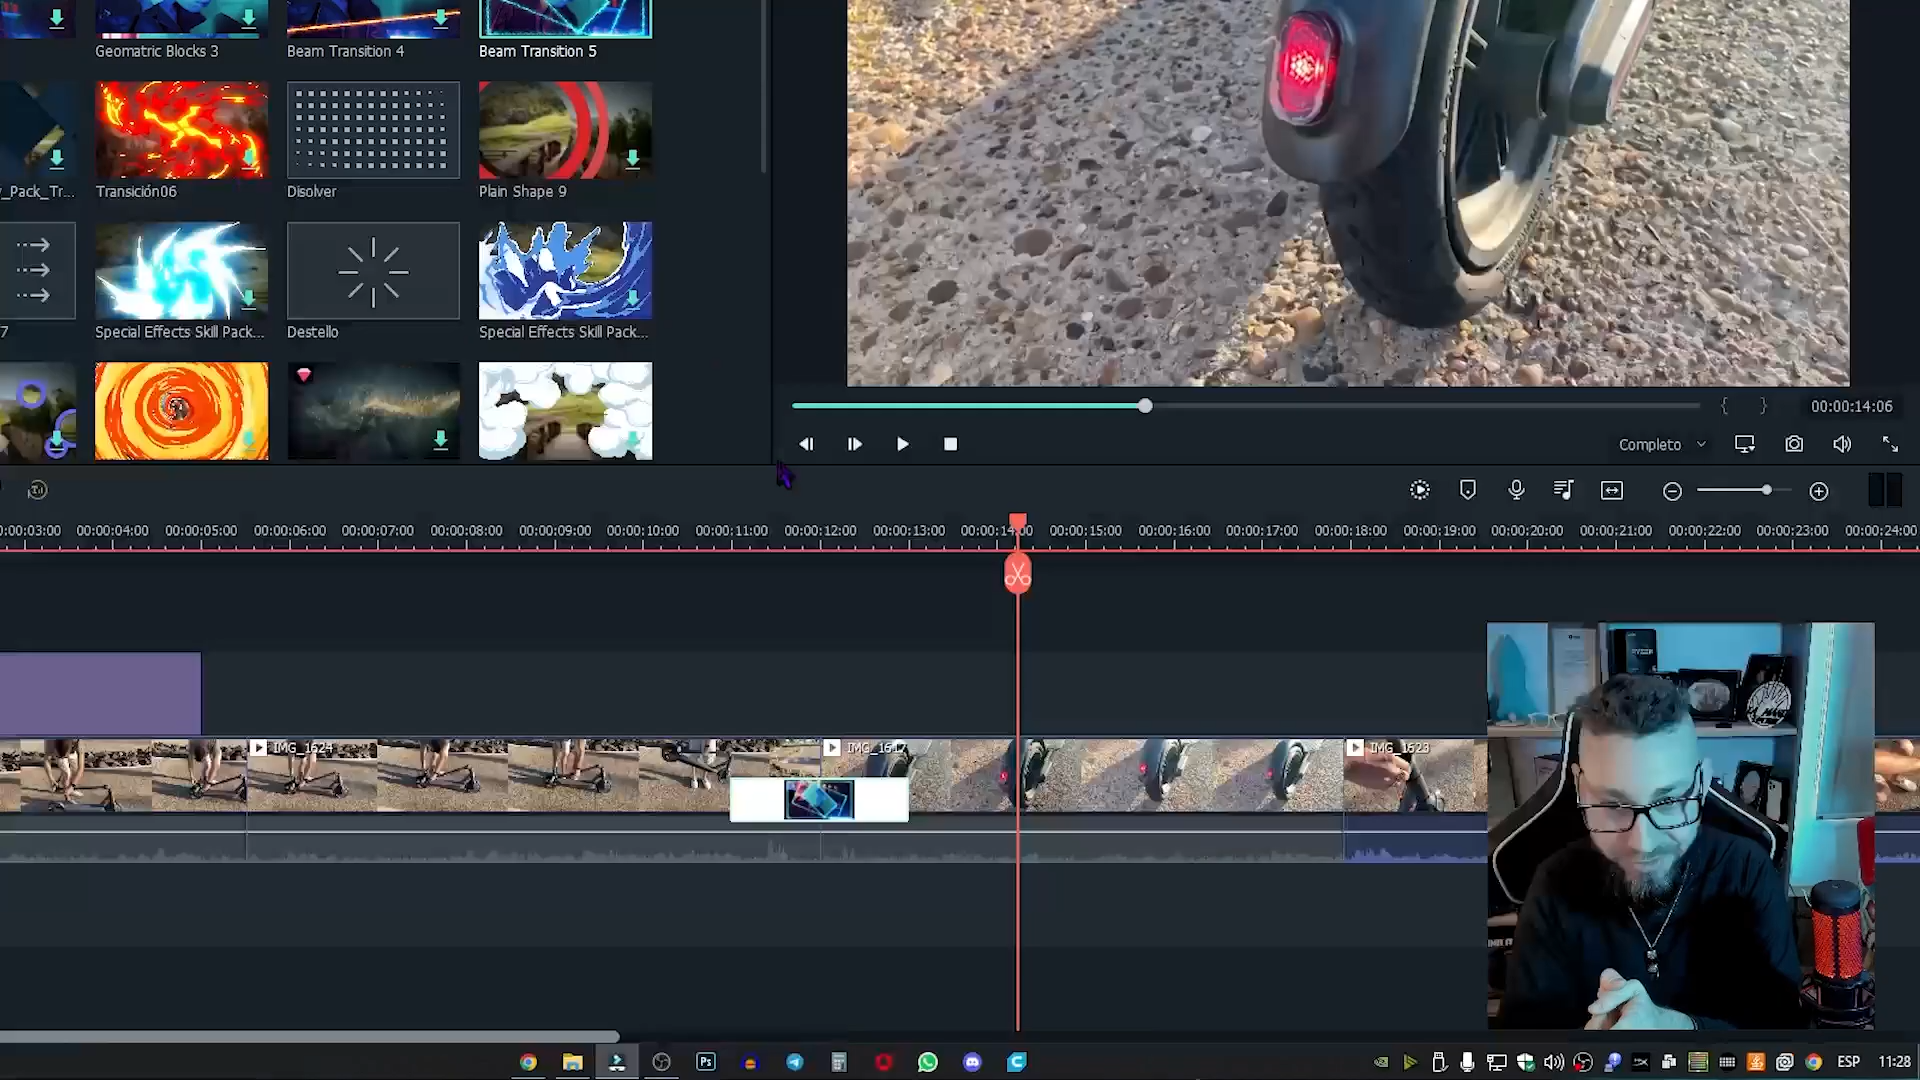 Geomatric Blocks 3
Beam Transition 4
Beam Transition 5
_Pack_Tr...
Transición06
Disolver
Plain Shape 9
7
Special Effects Skill Pack...
Destello
Special Effects Skill Pack...
{ }
00:00:14:06
Completo
0:00:03:00 00:00:04:00 00:00:05:00 00:00:06:00 00:00:07:00 00:00:08:00 00:00:09:00 00:00:10:00 00:00:11:00 00:00:12:00 00:00:13:00 00:00:14:00 00:00:15:00 00:00:16:00 00:00:17:00 00:00:18:00 00:00:19:00 00:00:20:00 00:00:21:00 00:00:22:00 00:00:23:00 00:00:24:00
IMG_1624
IMG_1617
IMG_1623
Ps
ESP
11:28